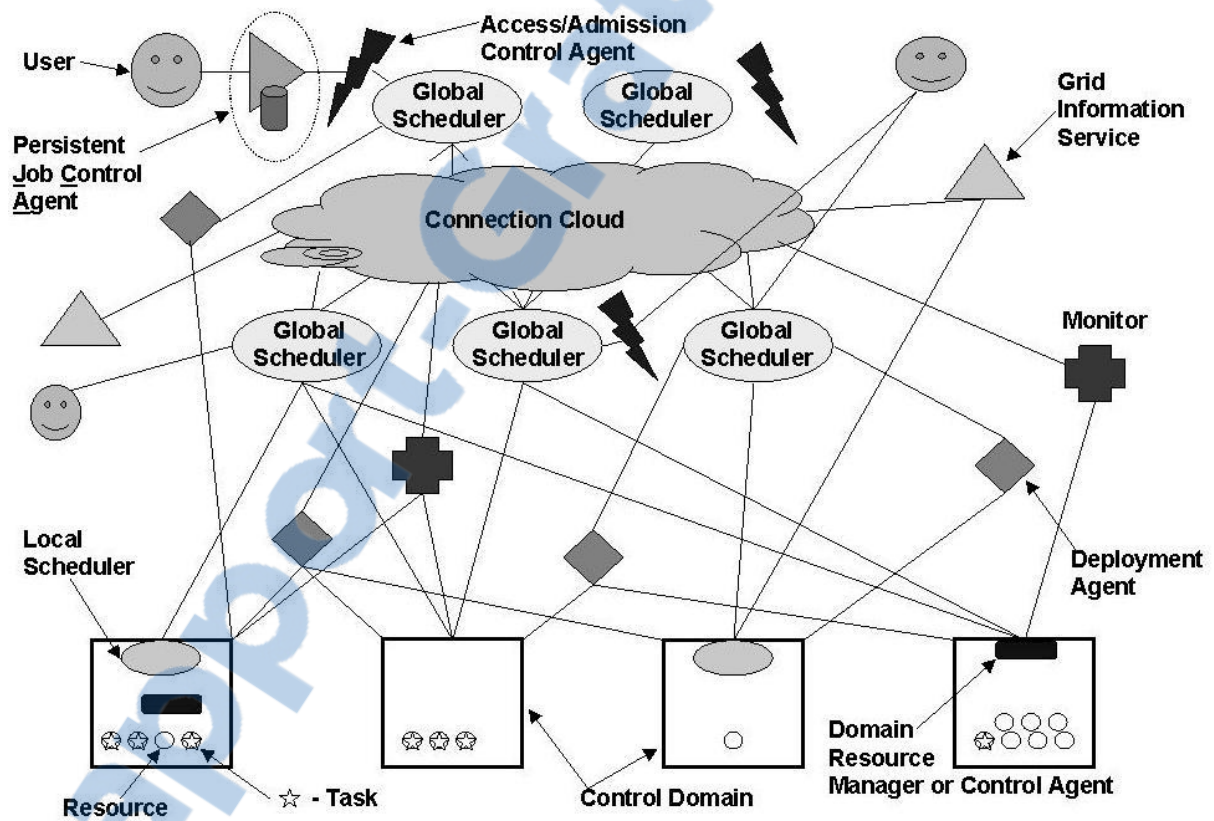 User
Access/Admission
Control Agent
Global
Scheduler
Global
Scheduler
Grid
Information
Service
Persistent
Job Control
Agent
Connection Cloud
Global
Scheduler
Global
Scheduler
Global
Scheduler
Monitor
Local
Scheduler
Deployment
Agent
Resource
- Task
Control Domain
Domain
Resource
Manager or Control Agent
pport-Grat